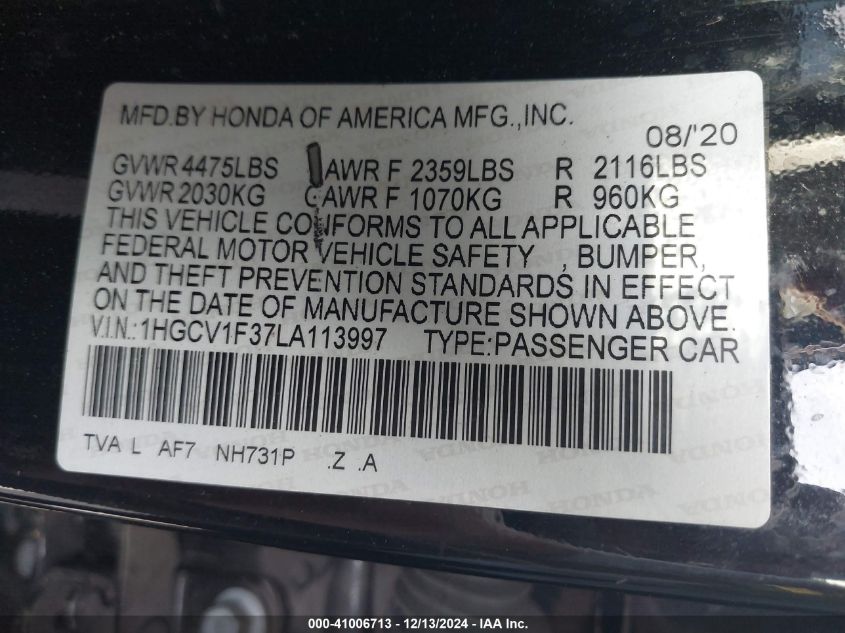 MFD.BY HONDA OF AMERICA MFG.,INC.
08/'20
GVWR 4475LBS AWR F 2359LBS R 2116LBS
GVWR 2030KG GAWR F 1070KG R 960KG
THIS VEHICLE CONFORMS TO ALL APPLICABLE
FEDERAL MOTOR VEHICLE SAFETY , BUMPER,
AND THEFT PREVENTION STANDARDS IN EFFECT
ON THE DATE OF MANUFACTURE SHOWN ABOVE.
V.I.N.:1HGCV1F37LA113997 TYPE:PASSENGER CAR
TVA L AF7 NH731P .Z .A
000-41006713 - 12/13/2024 - IAA Inc.